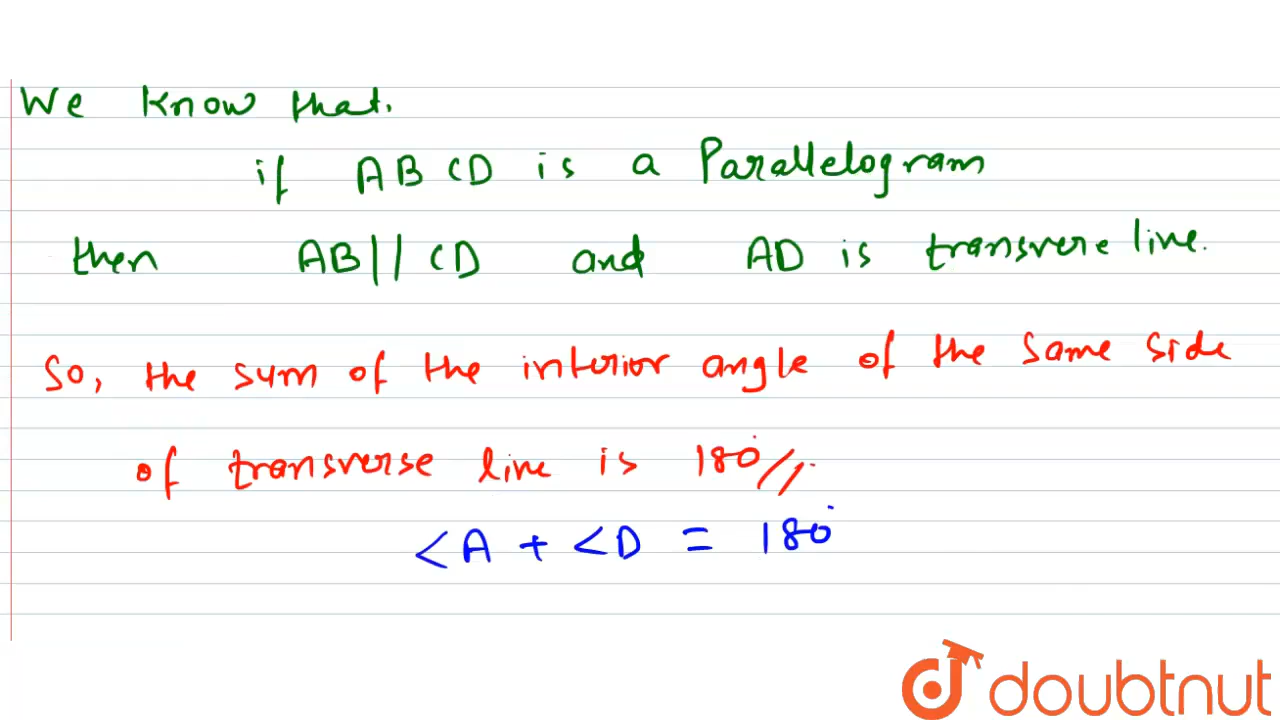 We know that.
if ABCD is a Parallelogram
then AB || CD and AD is transvere line.
So, the sum of the interior angle of the same side
of transverse line is 180° //.
<A + <D = 180°
doubtnut